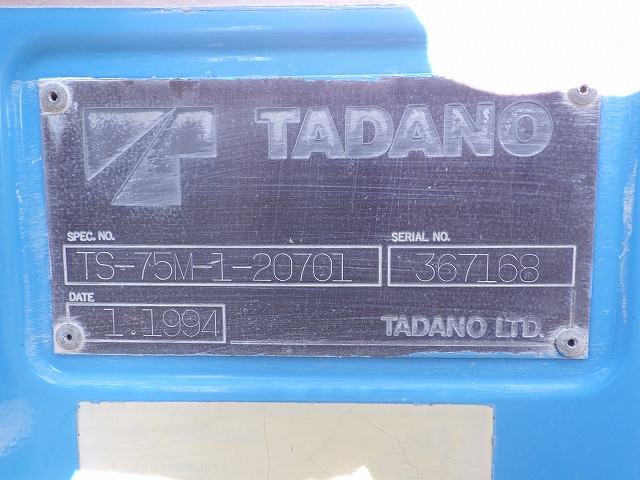 TADANO
SPEC. NO.
TS-75M-1-20701
SERIAL NO.
367168
DATE
1.1994
TADANO LTD.